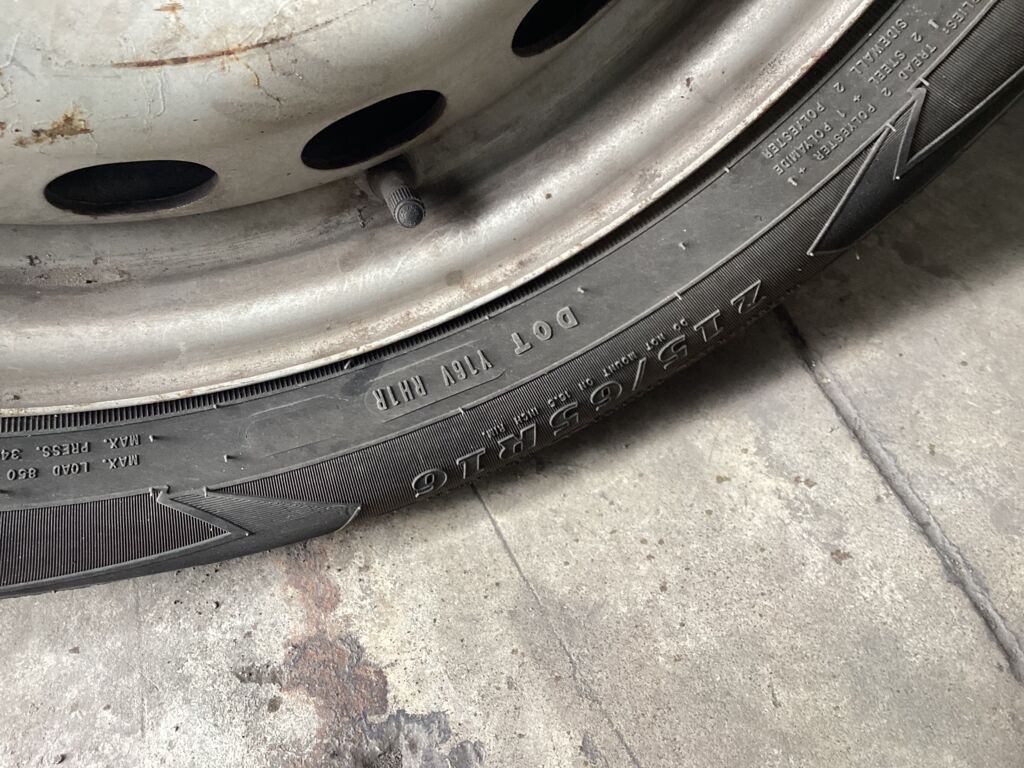 PLIES: TREAD 2 POLYESTER +
2 STEEL + 1 POLYAMIDE
SIDEWALL 2 POLYESTER
215/65R16
DO NOT MOUNT ON 16.5 INCH RIM.
DOT Y16V RH1R
MAX. LOAD 850
MAX. PRESS. 34